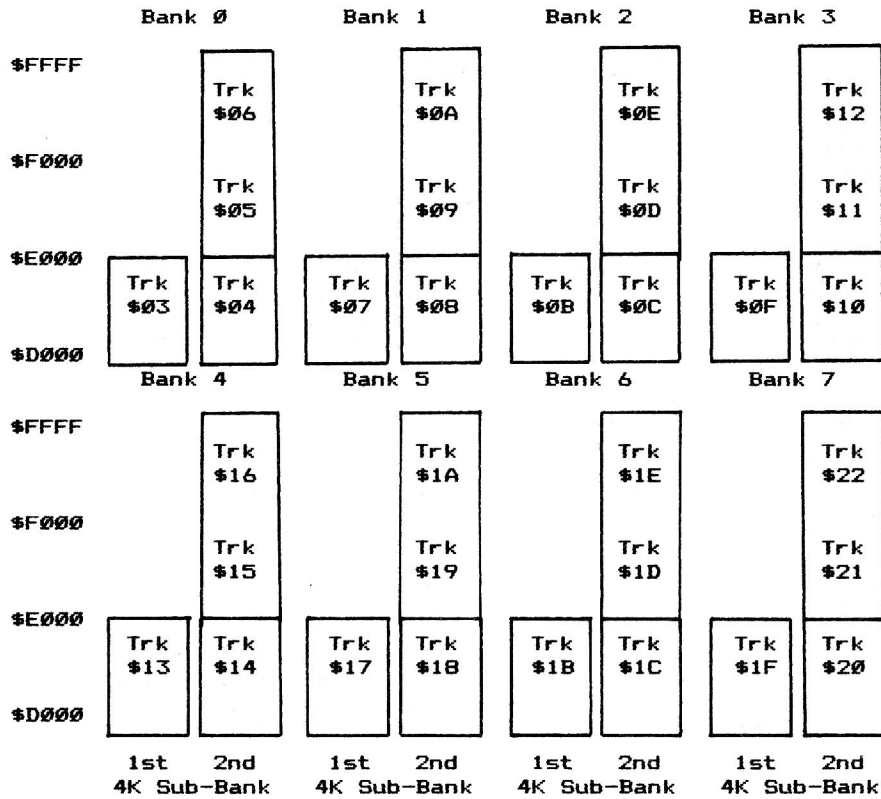 Bank Ø Bank 1 Bank 2 Bank 3
$FFFF
Trk Trk Trk Trk
$Ø6 $ØA $ØE $12
$FØØØ
Trk Trk Trk Trk
$Ø5 $Ø9 $ØD $11
$EØØØ
Trk Trk Trk Trk Trk Trk Trk Trk
$Ø3 $Ø4 $Ø7 $Ø8 $ØB $ØC $ØF $1Ø
$DØØØ
Bank 4 Bank 5 Bank 6 Bank 7
$FFFF
Trk Trk Trk Trk
$16 $1A $1E $22
$FØØØ
Trk Trk Trk Trk
$15 $19 $1D $21
$EØØØ
Trk Trk Trk Trk Trk Trk Trk Trk
$13 $14 $17 $18 $1B $1C $1F $2Ø
$DØØØ
1st 2nd 1st 2nd 1st 2nd 1st 2nd
4K Sub-Bank 4K Sub-Bank 4K Sub-Bank 4K Sub-Bank